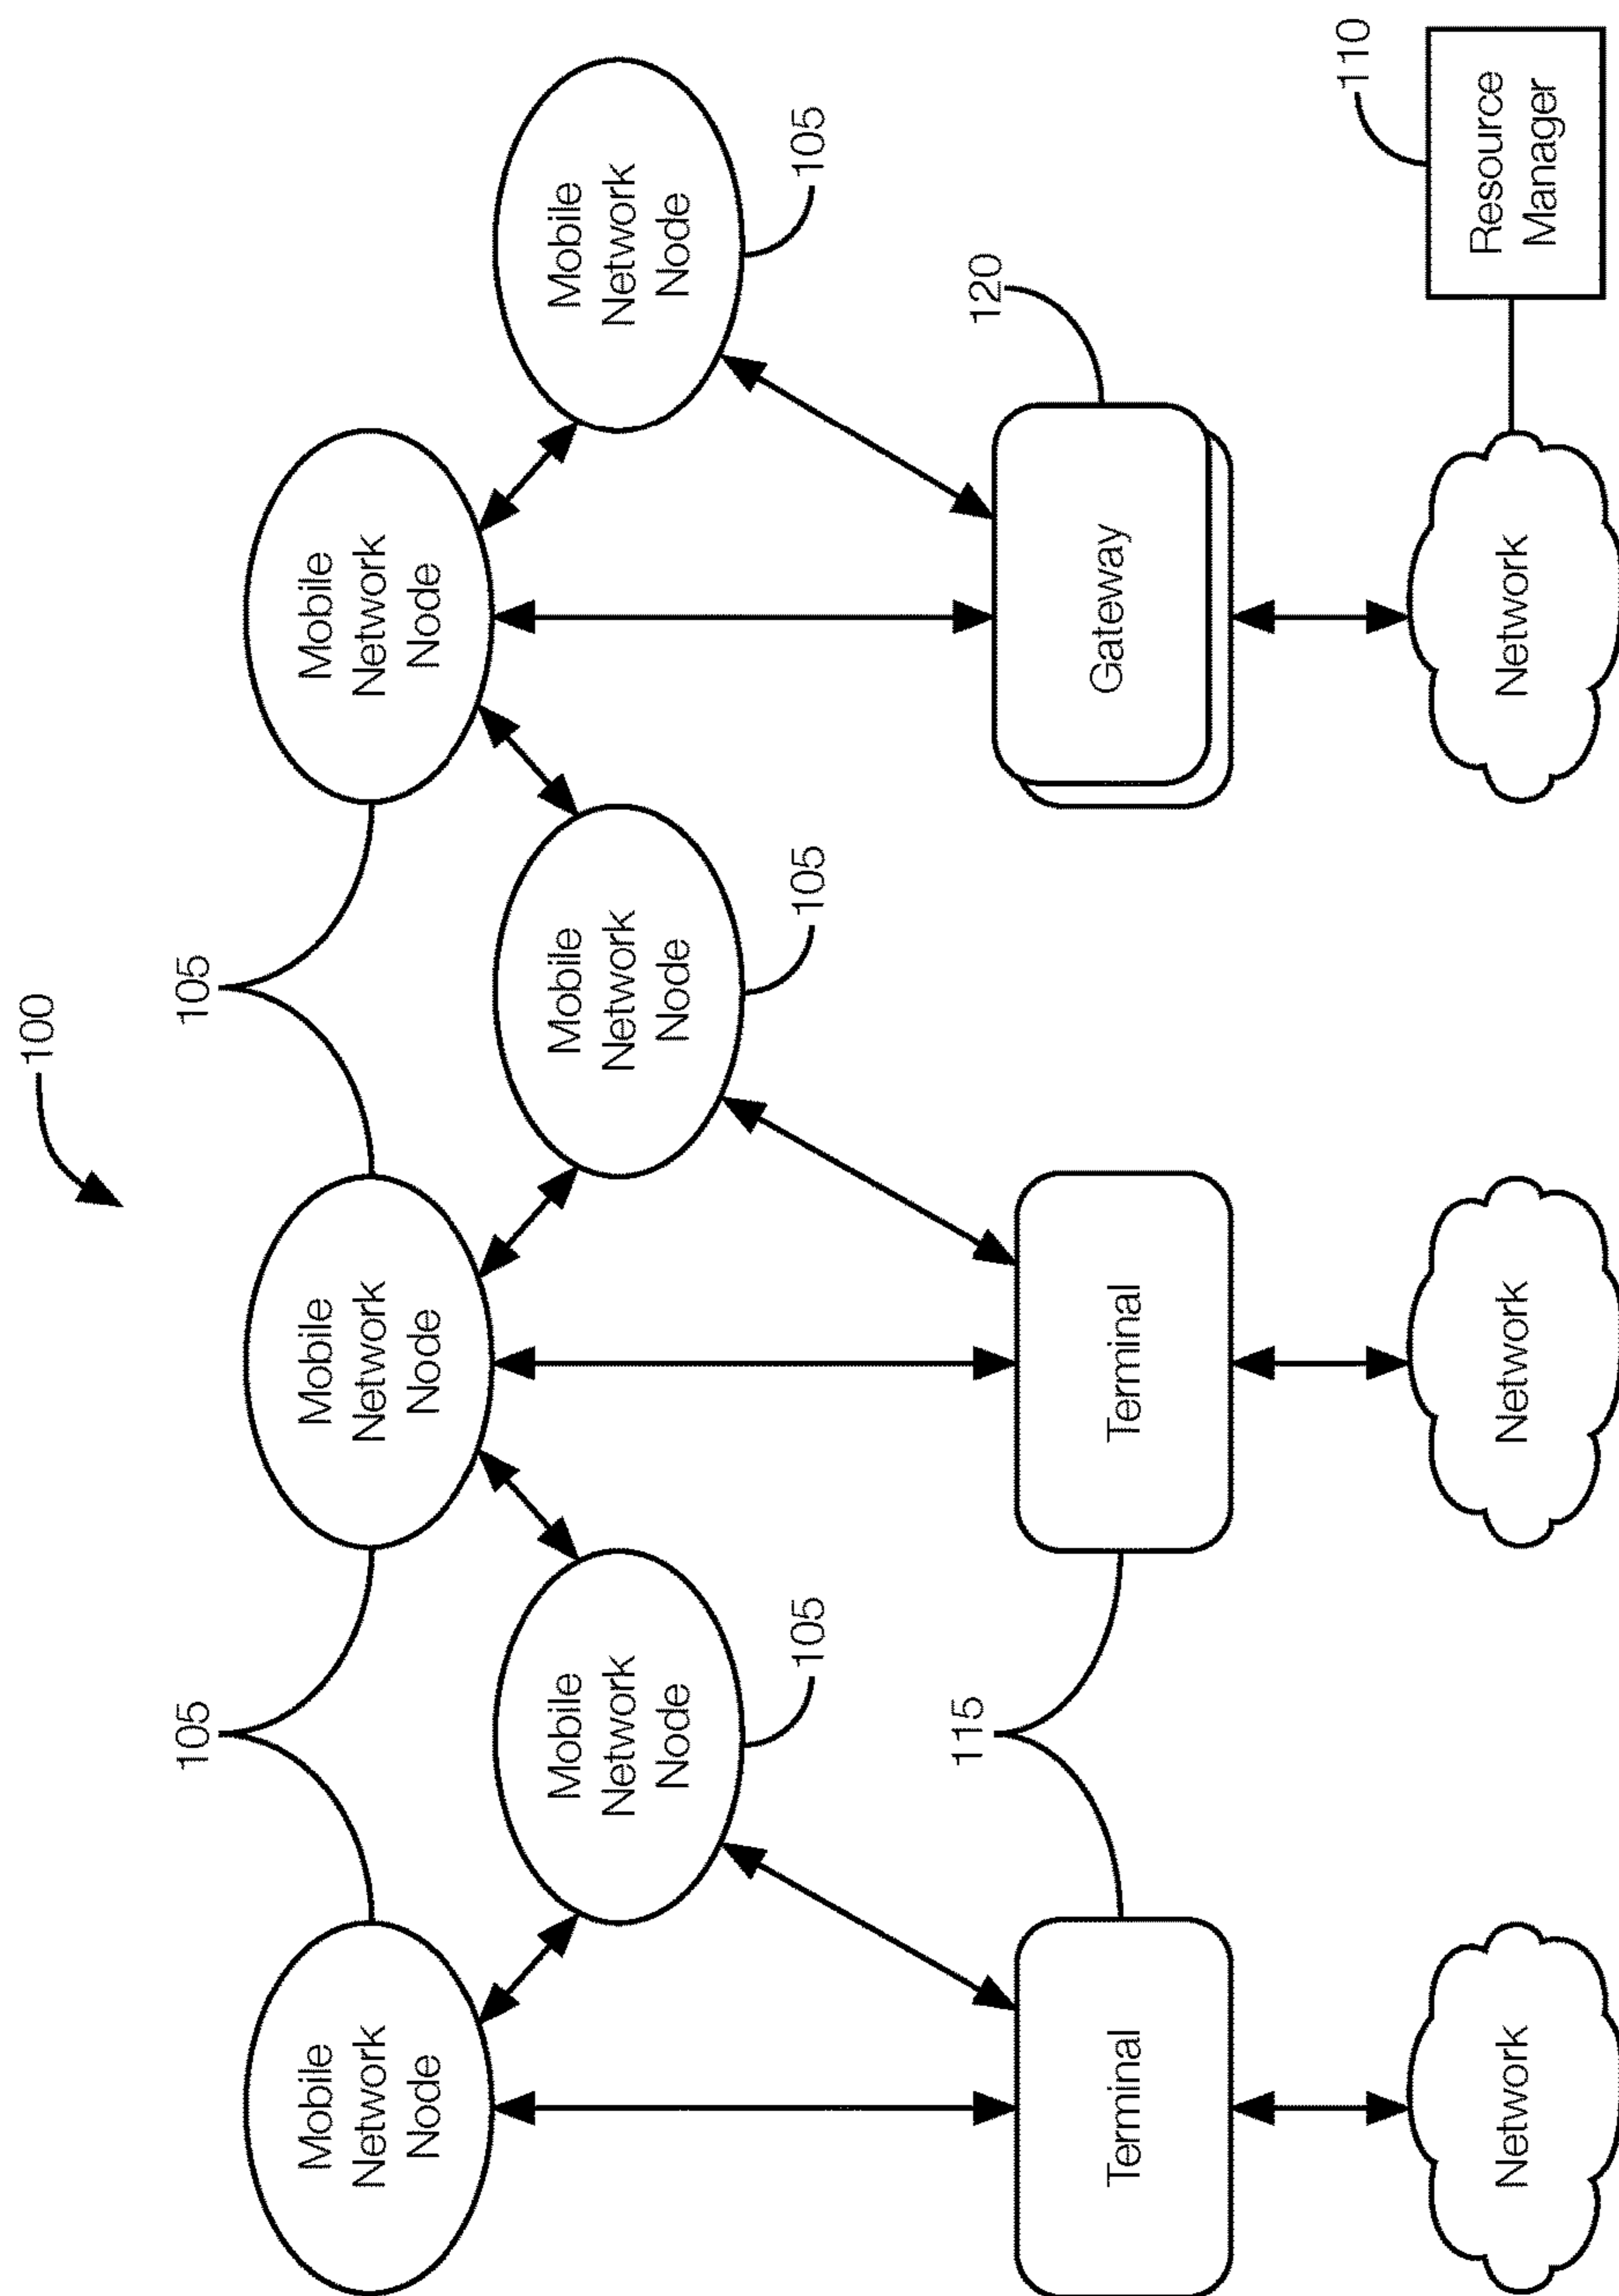 100
105
105
Mobile
Network
Node
Mobile
Network
Node
Mobile
Network
Node
Mobile
Network
Node
105
Mobile
Network
Node
105
Mobile
Network
Node
105
115
120
Terminal
Terminal
Gateway
110
Network
Network
Network
Resource
Manager